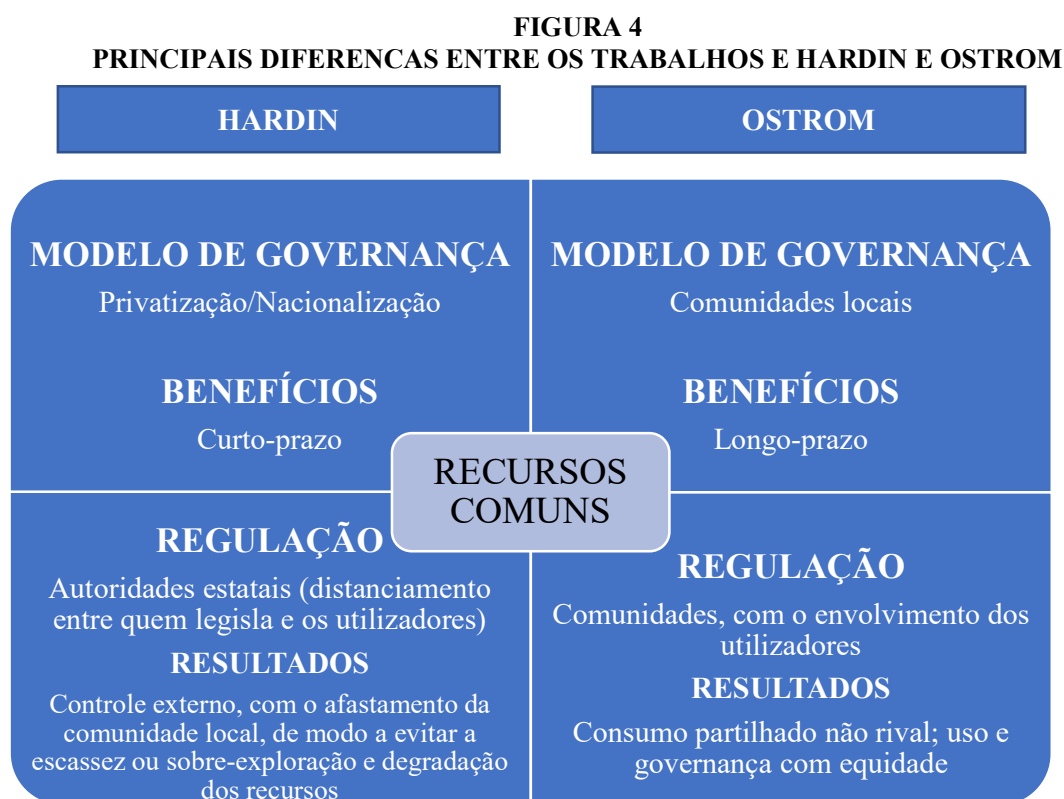 FIGURA 4
PRINCIPAIS DIFERENCAS ENTRE OS TRABALHOS E HARDIN E OSTROM
HARDIN
OSTROM
MODELO DE GOVERNANÇA
Privatização/Nacionalização
BENEFÍCIOS
Curto-prazo
MODELO DE GOVERNANÇA
Comunidades locais
BENEFÍCIOS
Longo-prazo
RECURSOS
COMUNS
REGULAÇÃO
Autoridades estatais (distanciamento
entre quem legisla e os utilizadores)
RESULTADOS
Controle externo, com o afastamento da
comunidade local, de modo a evitar a
escassez ou sobre-exploração e degradação
dos recursos
REGULAÇÃO
Comunidades, com o envolvimento dos
utilizadores
RESULTADOS
Consumo partilhado não rival; uso e
governança com equidade